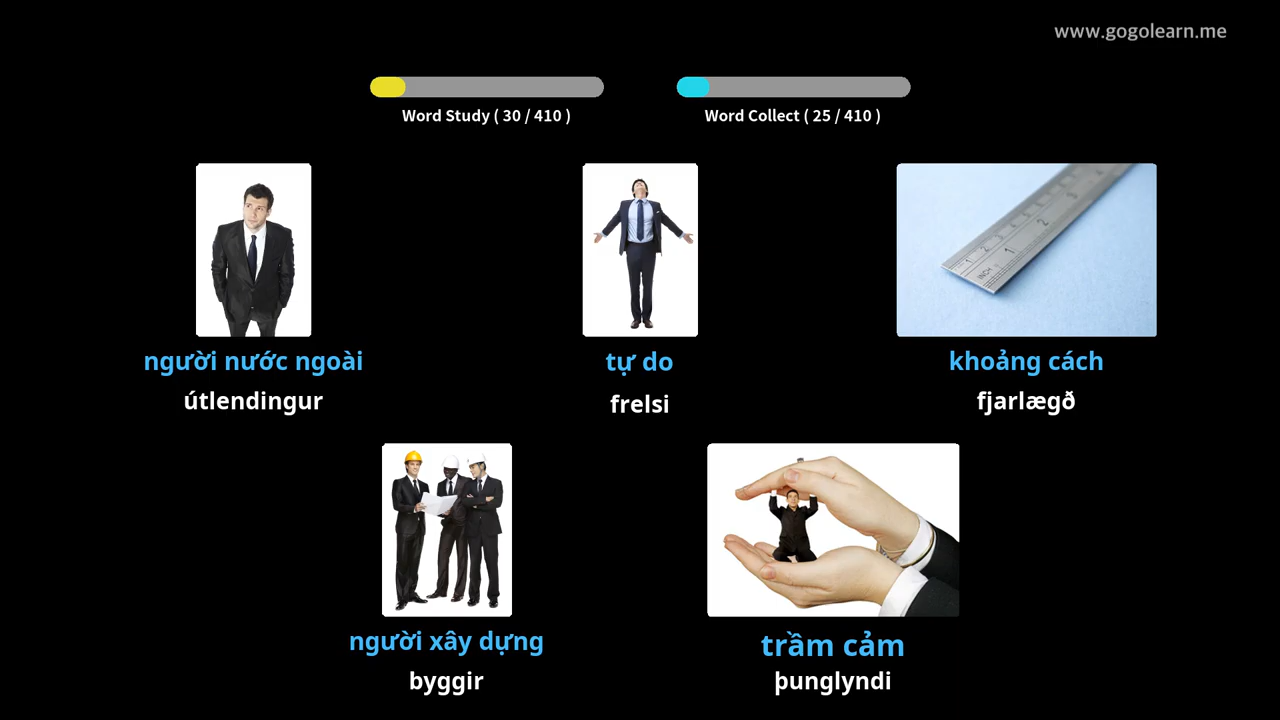 www.gogolearn.me
Word Study ( 30 / 410 )
Word Collect ( 25 / 410 )
người nước ngoài
útlendingur
tự do
frelsi
khoảng cách
fjarlægð
người xây dựng
byggir
trầm cảm
þunglyndi